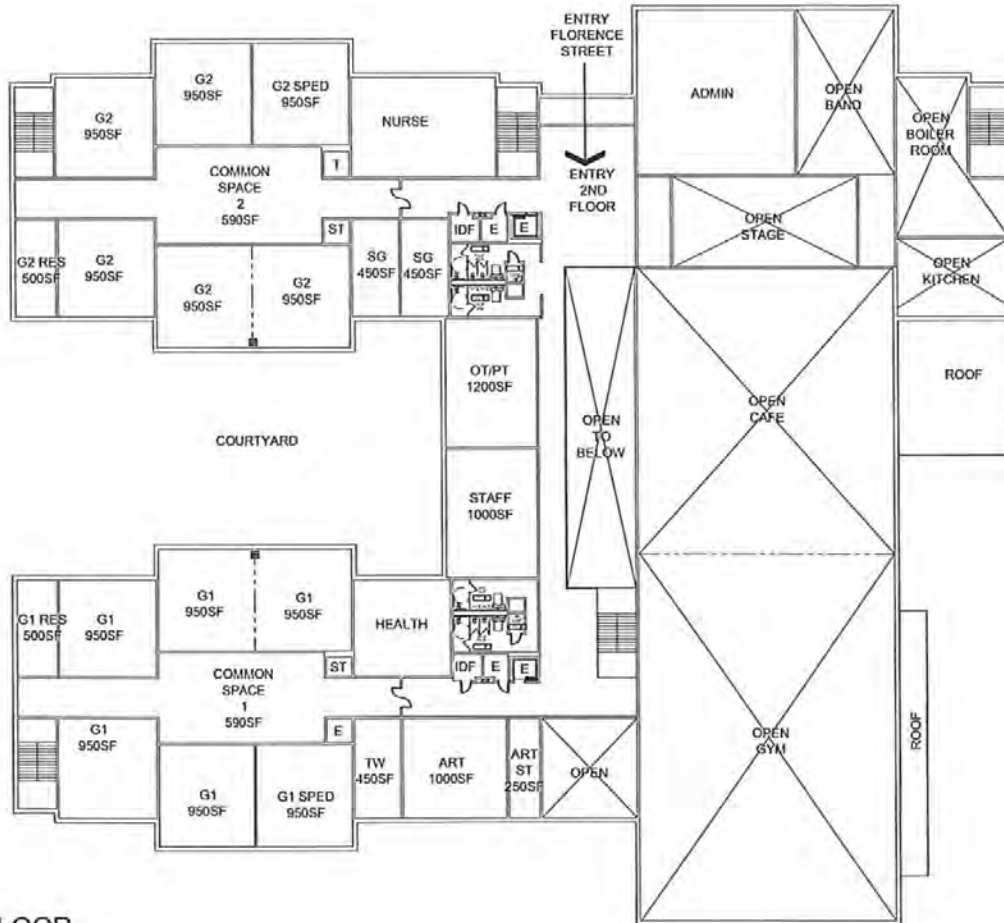 ENTRY
FLORENCE
STREET
ENTRY
2ND
FLOOR
ADMIN
OPEN
BAND
OPEN
BOILER
ROOM
OPEN
STAGE
OPEN
KITCHEN
ROOF
G2
950SF
G2
950SF
G2 SPED
950SF
NURSE
COMMON
SPACE
2
590SF
T
ST
G2 RES
500SF
G2
950SF
G2
950SF
G2
950SF
SG
450SF
SG
450SF
IDF
E
E
OT/PT
1200SF
OPEN
TO
BELOW
OPEN
CAFE
COURTYARD
STAFF
1000SF
G1 RES
500SF
G1
950SF
G1
950SF
G1
950SF
HEALTH
ST
IDF
E
E
COMMON
SPACE
1
590SF
E
G1
950SF
G1
950SF
G1 SPED
950SF
TW
450SF
ART
1000SF
ART
ST
250SF
OPEN
OPEN
GYM
ROOF